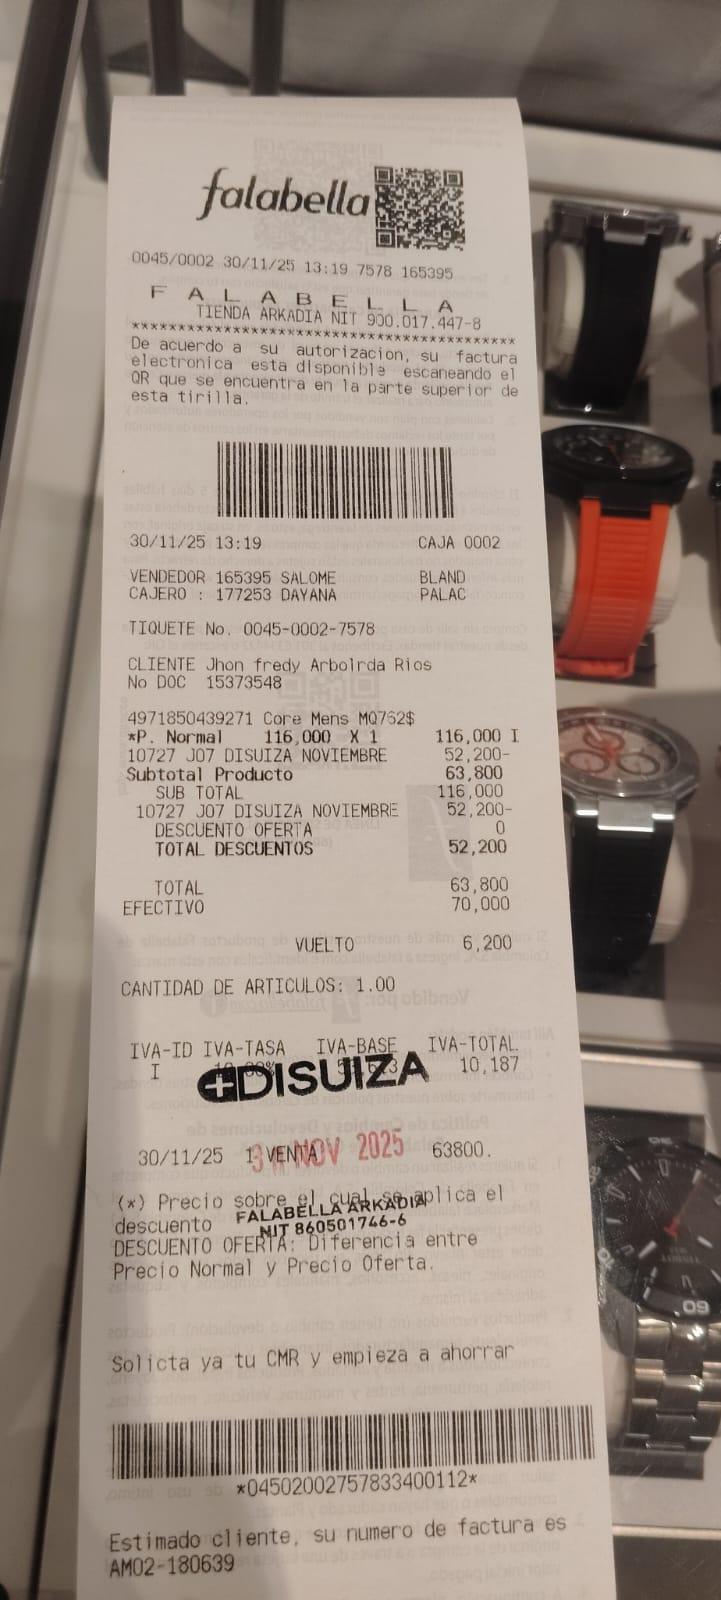 falabella
0045/0002 30/11/25 13:19 7578 165395
F A L A B E L L A
TIENDA ARKADIA NIT 900.017.447-8
****************************************
De acuerdo a su autorizacion, su factura
electronica esta disponible escaneando el
QR que se encuentra en la parte superior de
esta tirilla.
30/11/25 13:19 CAJA 0002
VENDEDOR 165395 SALOME BLAND
CAJERO : 177253 DAYANA PALAC
TIQUETE No. 0045-0002-7578
CLIENTE Jhon fredy Arbolrda Rios
No DOC 15373548
4971850439271 Core Mens MQ762$
*P. Normal 116,000 X 1 116,000 I
10727 J07 DISUIZA NOVIEMBRE 52,200-
Subtotal Producto 63,800
SUB TOTAL 116,000
10727 J07 DISUIZA NOVIEMBRE 52,200-
DESCUENTO OFERTA 0
TOTAL DESCUENTOS 52,200
TOTAL 63,800
EFECTIVO 70,000
VUELTO 6,200
CANTIDAD DE ARTICULOS: 1.00
IVA-ID IVA-TASA IVA-BASE IVA-TOTAL
I 10,187
DISUIZA
30/11/25 1 VENTA 63800.
NOV 2025
(*) Precio sobre el cual se aplica el
descuento
FALABELLA ARKADIA
NIT 860501746-6
DESCUENTO OFERTA: Diferencia entre
Precio Normal y Precio Oferta.
Solicta ya tu CMR y empieza a ahorrar
*04502002757833400112*
Estimado cliente, su numero de factura es
AM02-180639